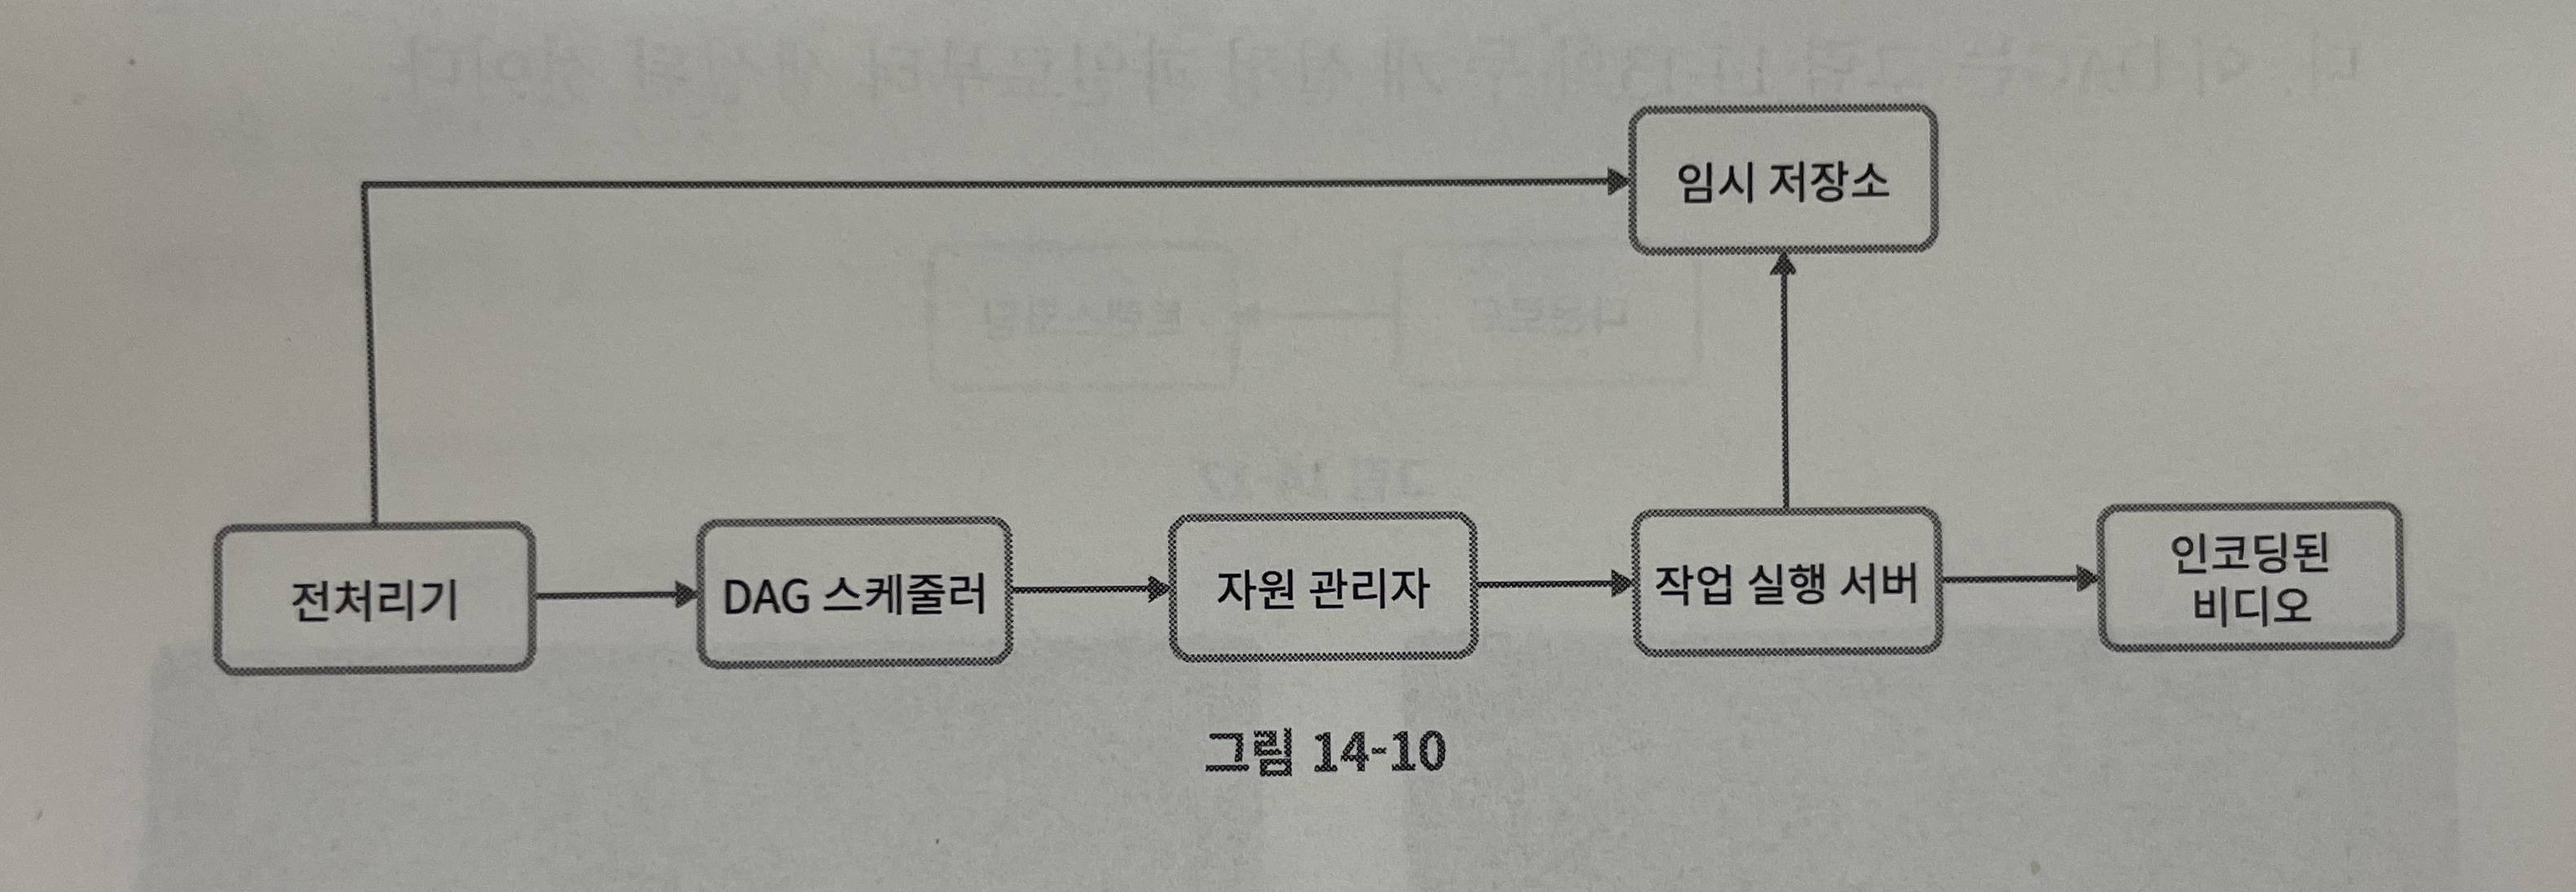 임시 저장소
전처리기
DAG 스케줄러
자원 관리자
작업 실행 서버
인코딩된
비디오
그림 14-10